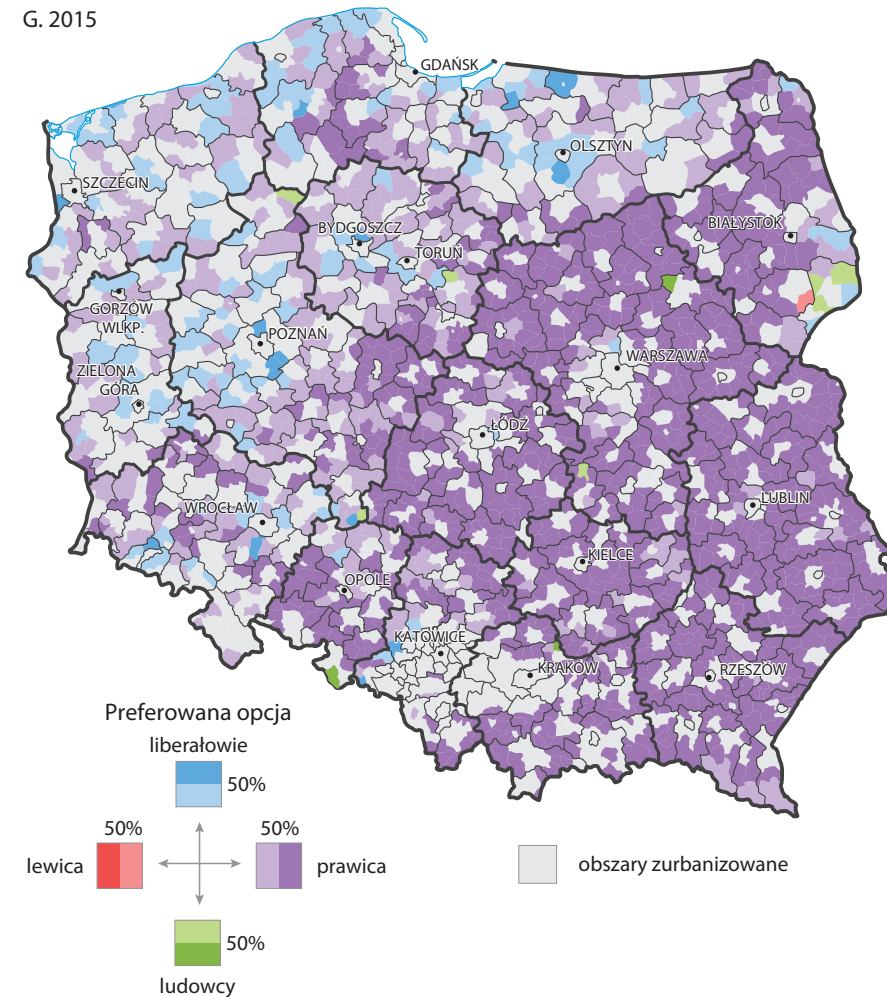 G. 2015
GDAŃSK
OLSZTYN
SZCZECIN
BIAŁYSTOK
BYDGOSZCZ
TORUŃ
GORZÓW
WLKP.
POZNAŃ
WARSZAWA
ZIELONA
GÓRA
ŁÓDŹ
LUBLIN
WROCŁAW
KIELCE
OPOLE
KATOWICE
KRAKÓW
RZESZÓW
Preferowana opcja
liberałowie
50%
50%
50%
lewica
prawica
obszary zurbanizowane
50%
ludowcy